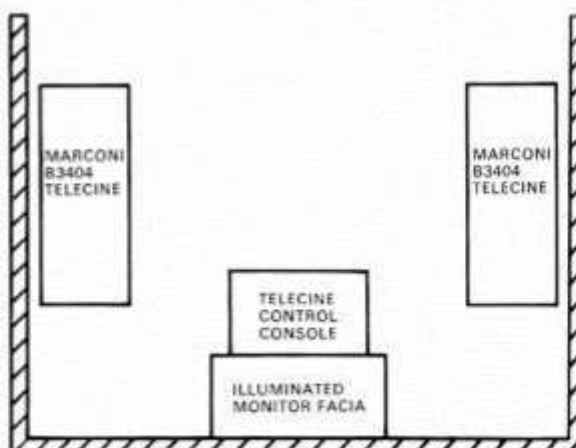 MARCONI
B3404
TELECINE
MARCONI
B3404
TELECINE
TELECINE
CONTROL
CONSOLE
ILLUMINATED
MONITOR FACIA